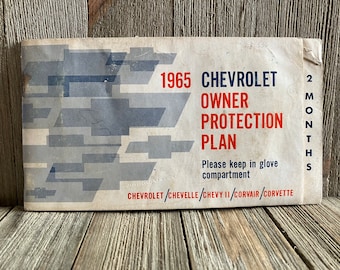 1965 CHEVROLET
OWNER
PROTECTION
PLAN
Please keep in glove
compartment
CHEVROLET/CHEVELLE/CHEVY II/CORVAIR/CORVETTE
2 MONTHS